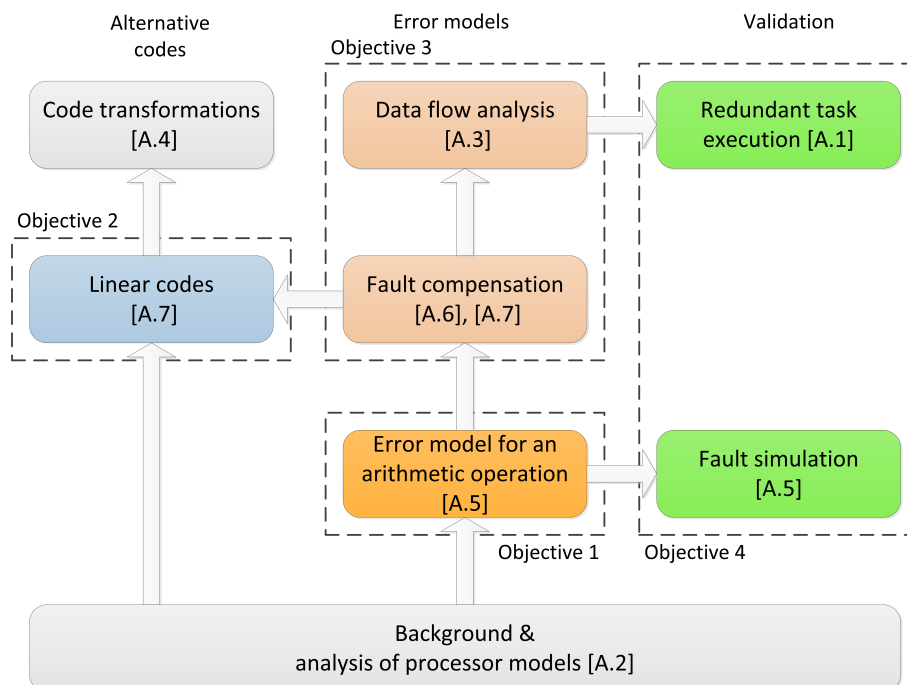 Alternative
codes
Error models
Validation
Objective 3
Code transformations
[A.4]
Data flow analysis
[A.3]
Redundant task
execution [A.1]
Objective 2
Linear codes
[A.7]
Fault compensation
[A.6], [A.7]
Error model for an
arithmetic operation
[A.5]
Fault simulation
[A.5]
Objective 1
Objective 4
Background &
analysis of processor models [A.2]